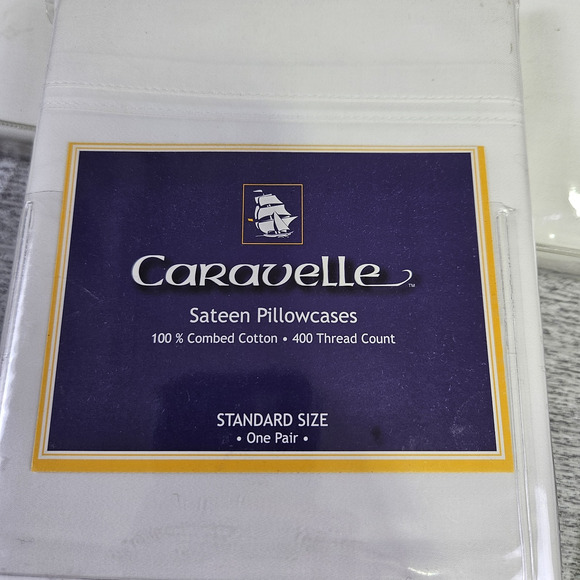 Caravelle ™
Sateen Pillowcases
100 % Combed Cotton • 400 Thread Count
STANDARD SIZE
• One Pair •